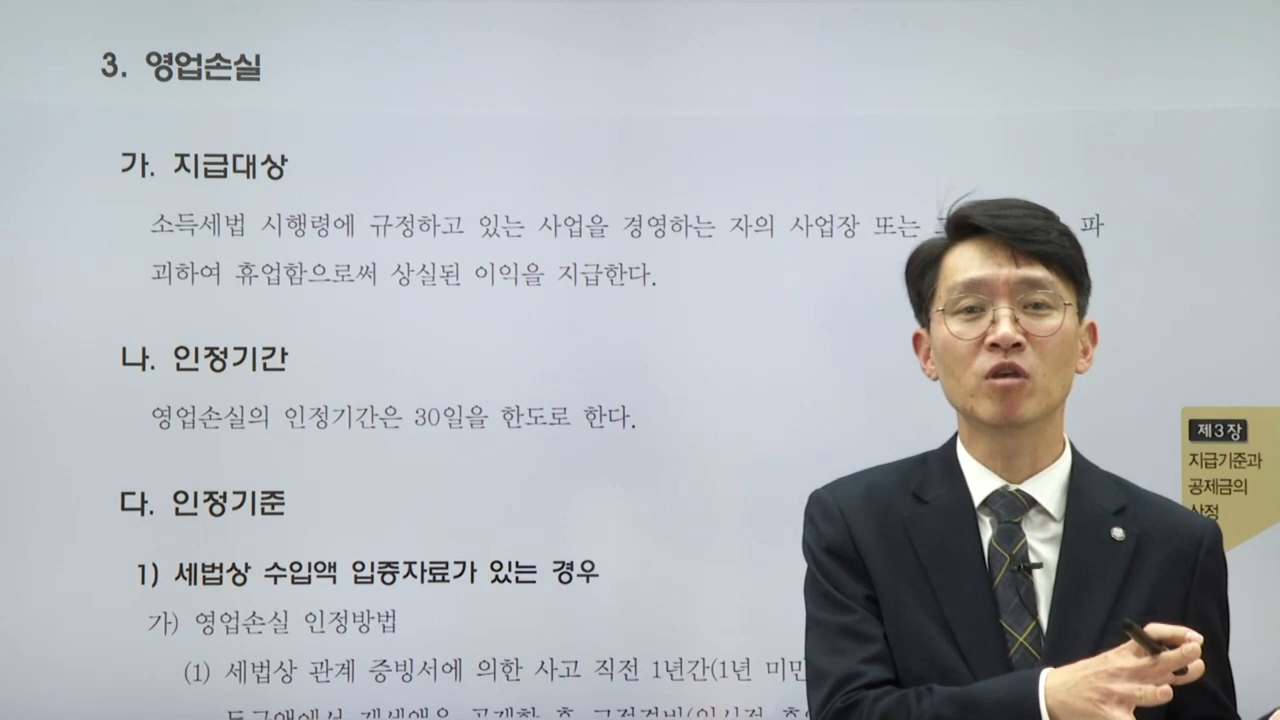 3. 영업손실
가. 지급대상
소득세법 시행령에 규정하고 있는 사업을 경영하는 자의 사업장 또는 파
괴하여 휴업함으로써 상실된 이익을 지급한다.
나. 인정기간
영업손실의 인정기간은 30일을 한도로 한다.
다. 인정기준
1) 세법상 수입액 입증자료가 있는 경우
가) 영업손실 인정방법
(1) 세법상 관계 증빙서에 의한 사고 직전 1년간(1년 미만
제3장
지급기준과
공제금의
산정